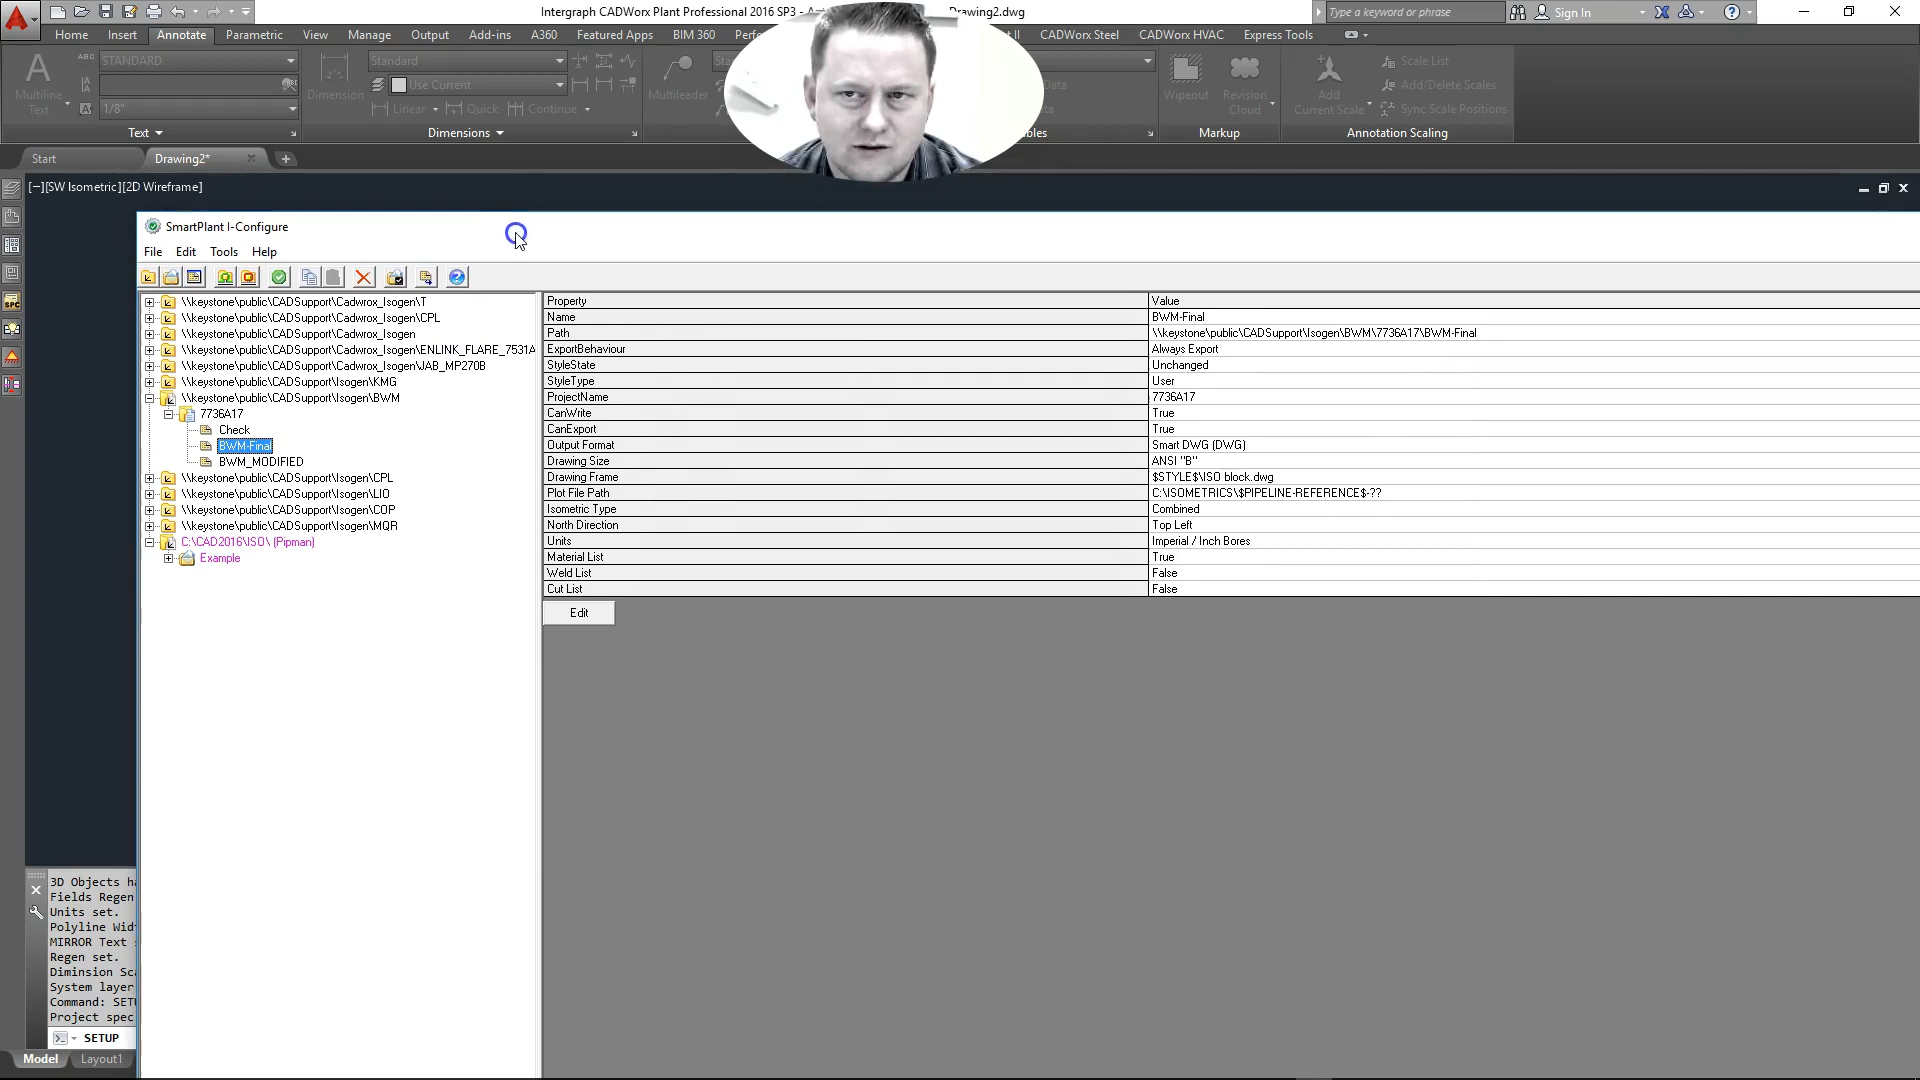 Intergraph CADWorx Plant Professional 2016 SP3 - Drawing2.dwg
Type a keyword or phrase
Sign In
Home Insert Annotate Parametric View Manage Output Add-ins A360 Featured Apps BIM 360 CADWorx Steel CADWorx HVAC Express Tools
Multiline Text
ABC STANDARD
1/8"
Text
Dimension
Standard
Use Current
Linear Quick Continue
Dimensions
Multileader
Wipeout
Revision Cloud
Markup
Add Current Scale
Scale List
Add/Delete Scales
Sync Scale Positions
Annotation Scaling
Start Drawing2*
[−][SW Isometric][2D Wireframe]
SmartPlant I-Configure
File Edit Tools Help
\\keystone\public\CADSupport\Cadwrox_Isogen\T
\\keystone\public\CADSupport\Cadwrox_Isogen\CPL
\\keystone\public\CADSupport\Cadwrox_Isogen
\\keystone\public\CADSupport\Cadwrox_Isogen\ENLINK_FLARE_7531A
\\keystone\public\CADSupport\Cadwrox_Isogen\JAB_MP270B
\\keystone\public\CADSupport\Isogen\KMG
\\keystone\public\CADSupport\Isogen\BWM
7736A17
Check
BWM-Final
BWM_MODIFIED
\\keystone\public\CADSupport\Isogen\CPL
\\keystone\public\CADSupport\Isogen\LIO
\\keystone\public\CADSupport\Isogen\COP
\\keystone\public\CADSupport\Isogen\MQR
C:\CAD2016\ISO\ (Pipman)
Example
Property Value
Name BWM-Final
Path \\keystone\public\CADSupport\Isogen\BWM\7736A17\BWM-Final
ExportBehaviour Always Export
StyleState Unchanged
StyleType User
ProjectName 7736A17
CanWrite True
CanExport True
Output Format Smart DWG (DWG)
Drawing Size ANSI "B"
Drawing Frame $STYLE$\ISO block.dwg
Plot File Path C:\ISOMETRICS\$PIPELINE-REFERENCE$-??
Isometric Type Combined
North Direction Top Left
Units Imperial / Inch Bores
Material List True
Weld List False
Cut List False
Edit
3D Objects
Fields Regen
Units set.
Polyline
MIRROR Text
Regen set.
Diminsion
System layer
Command:
Project
SETUP
Model Layout1
SPC